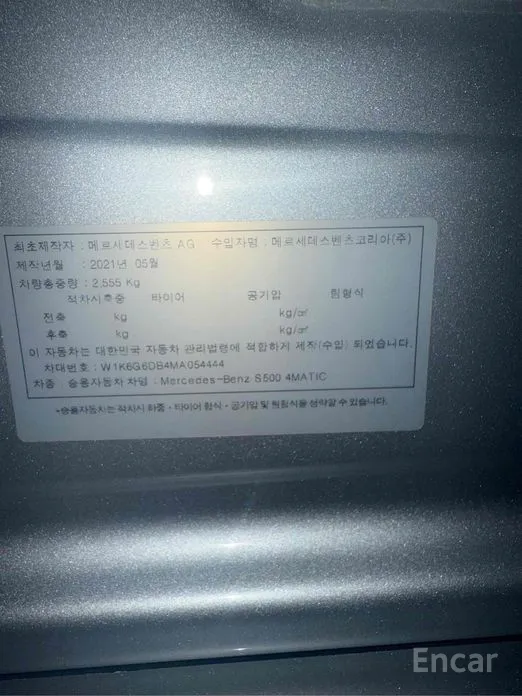 최초제작자 : 메르세데스벤츠 AG 수입자명 : 메르세데스벤츠코리아(주)
제작년월 : 2021년 05월
차량총중량 : 2,555 Kg
적차시후중 타이어 공기압 림형식
전축 kg kg/㎠
후축 kg kg/㎠
이 자동차는 대한민국 자동차 관리법령에 적합하게 제작(수입) 되었습니다.
차대번호 : W1K6G6DB4MA054444
차종 승용자동차 차명 : Mercedes-Benz S500 4MATIC
*승용자동차는 적차시 하중·타이어 형식·공기압 및 림형식을 생략할 수 있습니다.
Encar